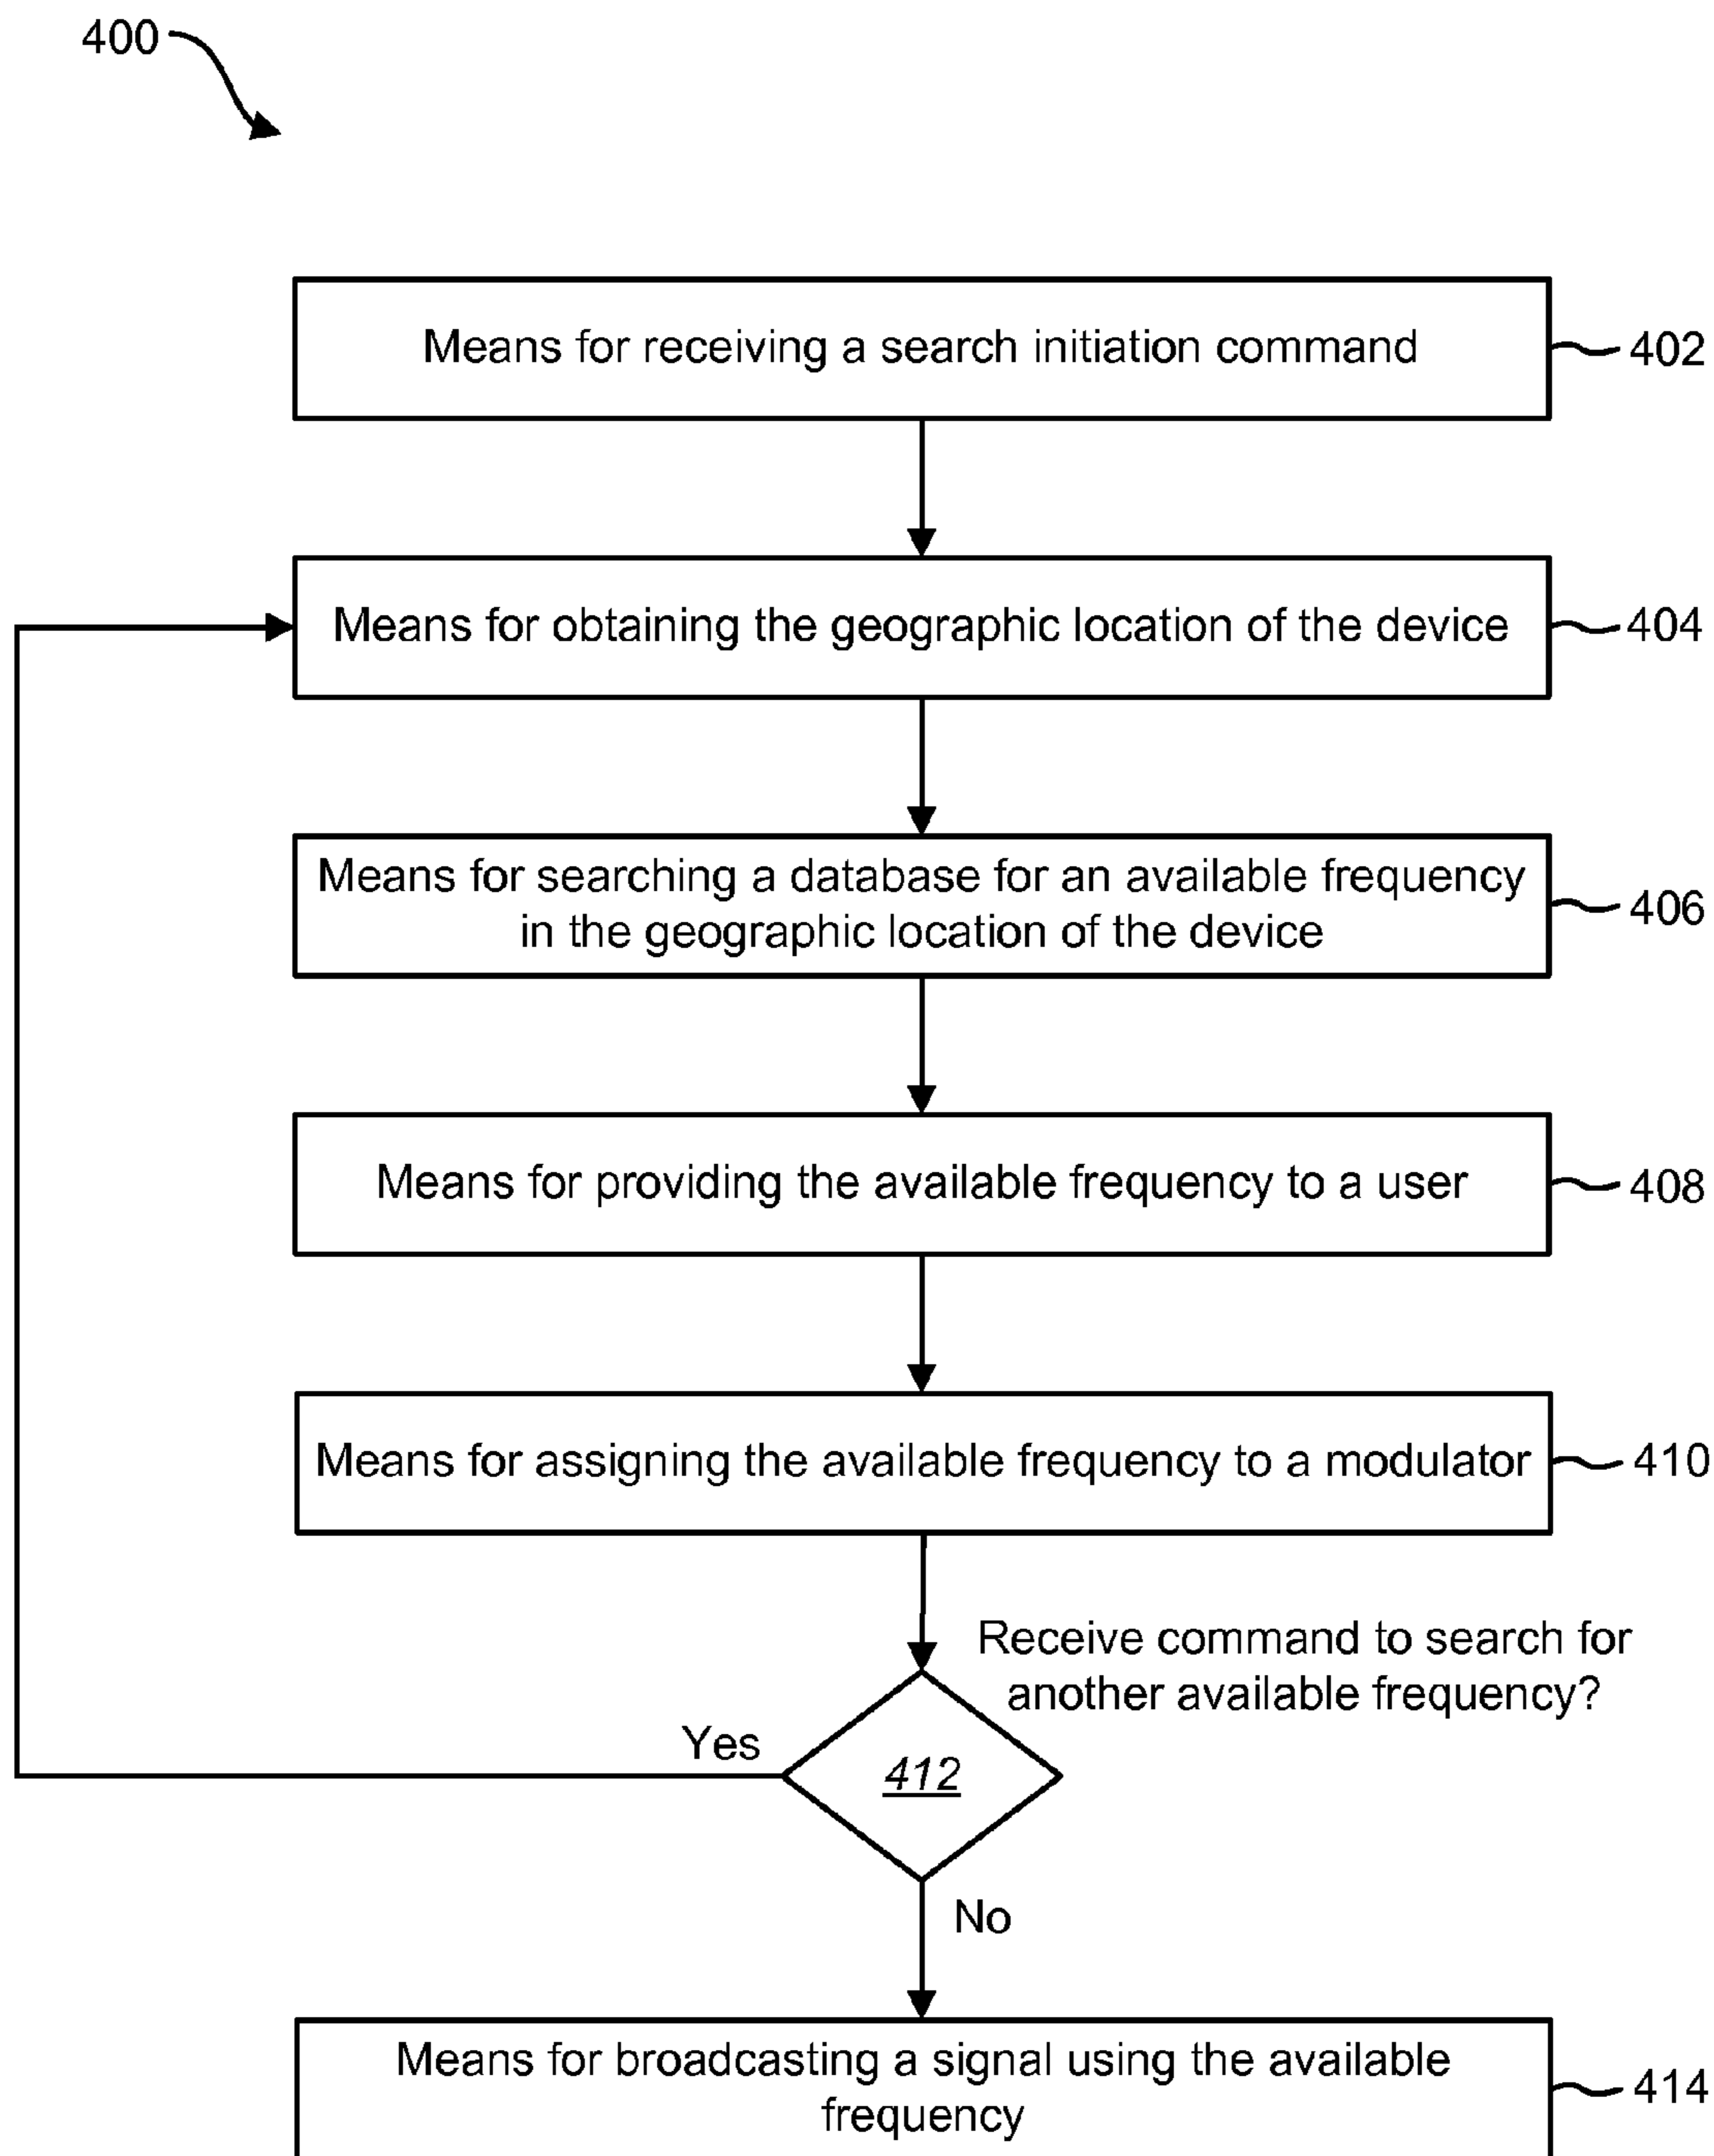 400
Means for receiving a search initiation command
402
Means for obtaining the geographic location of the device
404
Means for searching a database for an available frequency
in the geographic location of the device
406
Means for providing the available frequency to a user
408
Means for assigning the available frequency to a modulator
410
Receive command to search for
another available frequency?
Yes
412
No
Means for broadcasting a signal using the available
frequency
414